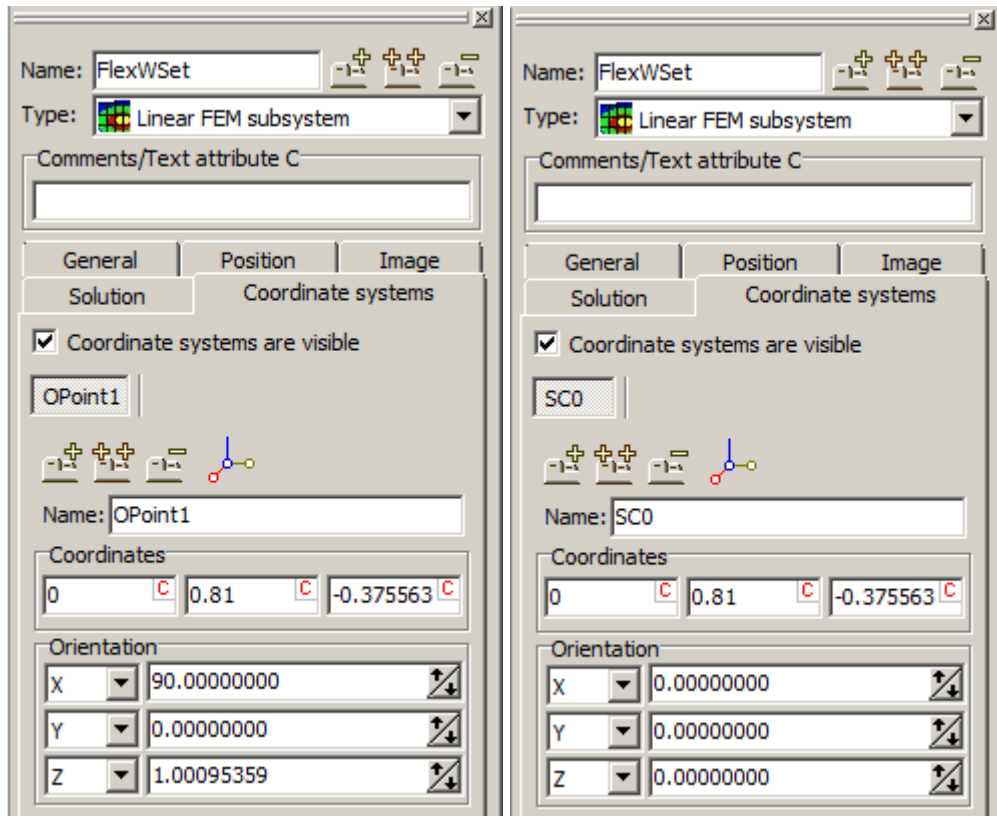 Name: FlexWSet
Type: Linear FEM subsystem
Comments/Text attribute C
General Position Image
Solution Coordinate systems
Coordinate systems are visible
OPoint1
Name: OPoint1
Coordinates
0 C 0.81 C -0.375563 C
Orientation
X 90.00000000
Y 0.00000000
Z 1.00095359
Name: FlexWSet
Type: Linear FEM subsystem
Comments/Text attribute C
General Position Image
Solution Coordinate systems
Coordinate systems are visible
SC0
Name: SC0
Coordinates
0 C 0.81 C -0.375563 C
Orientation
X 0.00000000
Y 0.00000000
Z 0.00000000